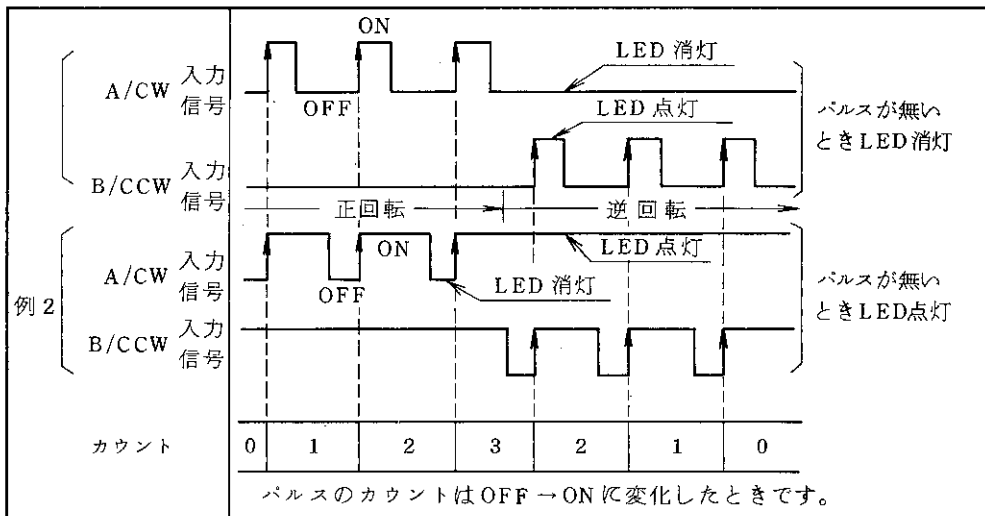 ON
LED 消灯
A/CW 入力信号
OFF
LED 点灯
パルスが無い
ときLED消灯
B/CCW 入力信号
正回転
逆回転
例2
A/CW 入力信号
ON
LED 点灯
OFF
LED 消灯
パルスが無い
ときLED点灯
B/CCW 入力信号
カウント 0 1 2 3 2 1 0
パルスのカウントはOFF→ONに変化したときです。